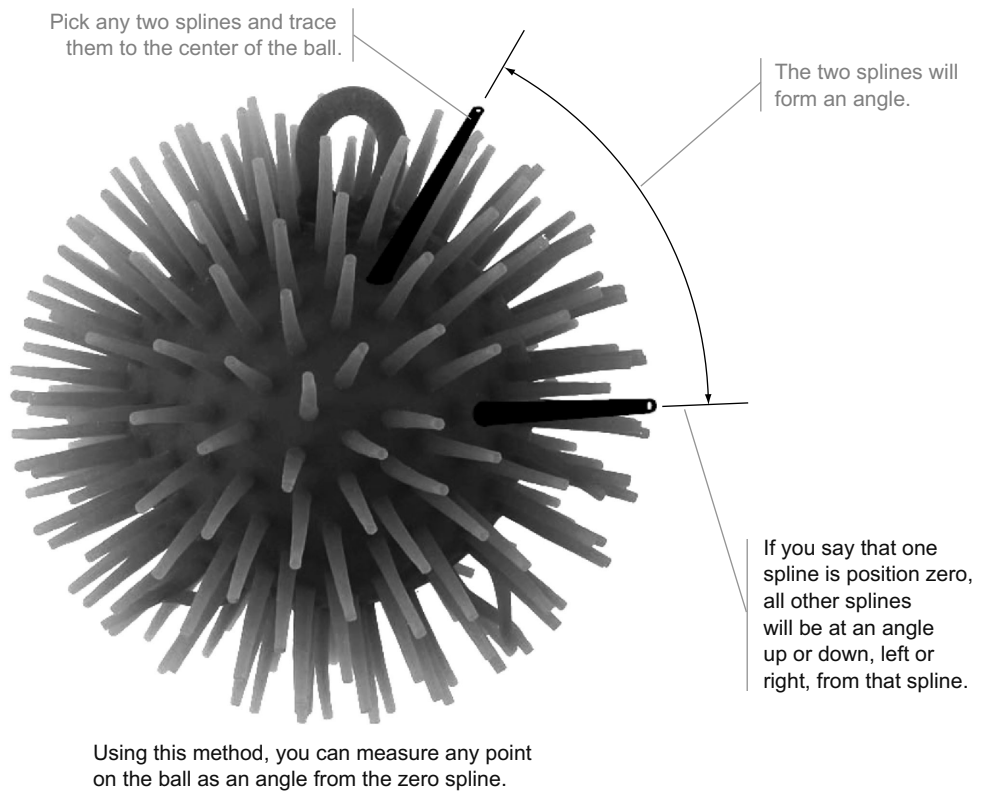 Pick any two splines and trace
them to the center of the ball.
The two splines will
form an angle.
If you say that one
spline is position zero,
all other splines
will be at an angle
up or down, left or
right, from that spline.
Using this method, you can measure any point
on the ball as an angle from the zero spline.